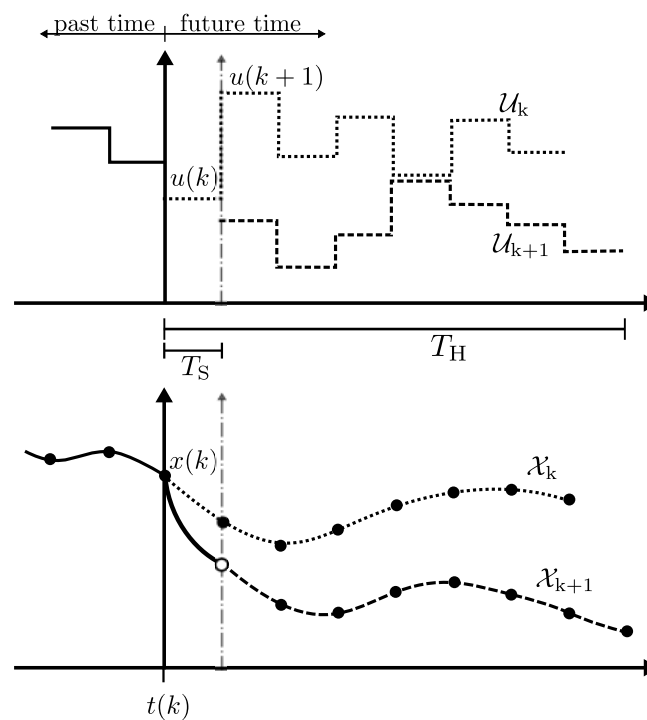 past time future time
u(k + 1)
𝒰k
u(k)
𝒰k+1
TH
TS
x(k)
𝒳k
𝒳k+1
t(k)